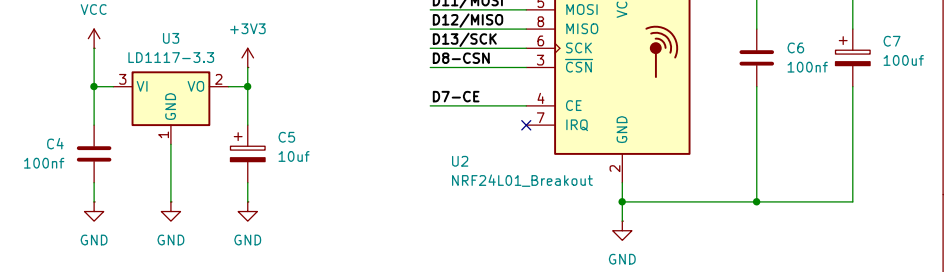 VCC
+3V3
U3
LD1117-3.3
3
VI
VO
2
GND
1
C4
100nf
+
C5
10uf
GND
GND
GND
D11/MOSI
5
MOSI
VC
D12/MISO
8
MISO
D13/SCK
6
SCK
D8-CSN
3
CSN
D7-CE
4
CE
7
IRQ
GND
2
U2
NRF24L01_Breakout
GND
C6
100nf
+
C7
100uf